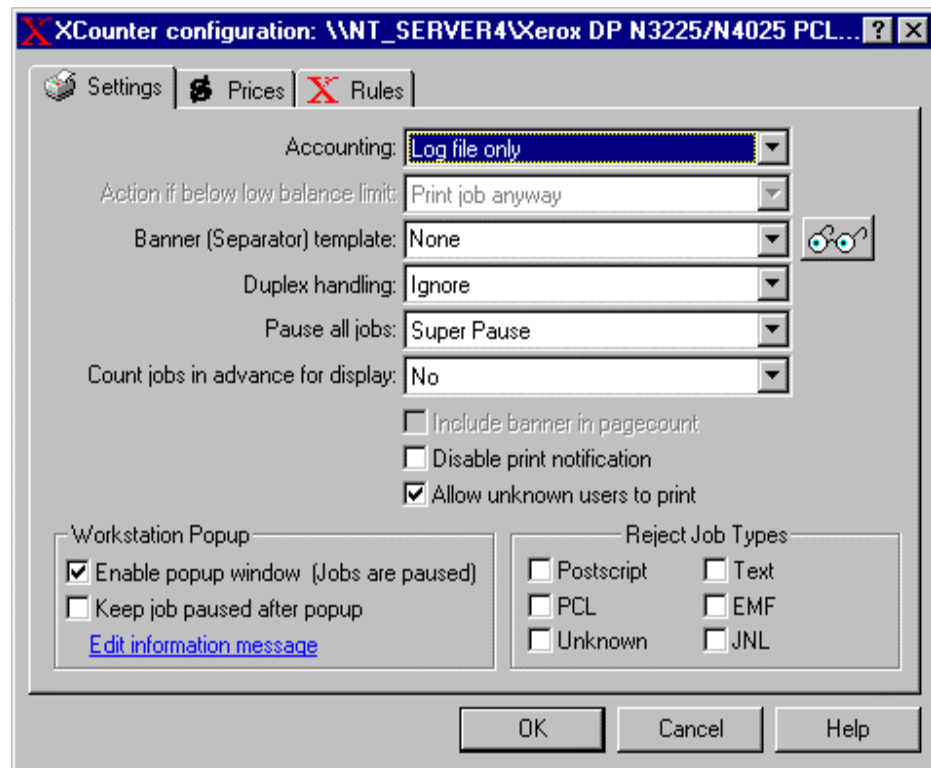 XCounter configuration: \\NT_SERVER4\Xerox DP N3225/N4025 PCL...
Settings Prices Rules
Accounting: Log file only
Action if below low balance limit: Print job anyway
Banner (Separator) template: None
Duplex handling: Ignore
Pause all jobs: Super Pause
Count jobs in advance for display: No
Include banner in pagecount
Disable print notification
Allow unknown users to print
Workstation Popup
Enable popup window (Jobs are paused)
Keep job paused after popup
Edit information message
Reject Job Types
Postscript Text
PCL EMF
Unknown JNL
OK Cancel Help